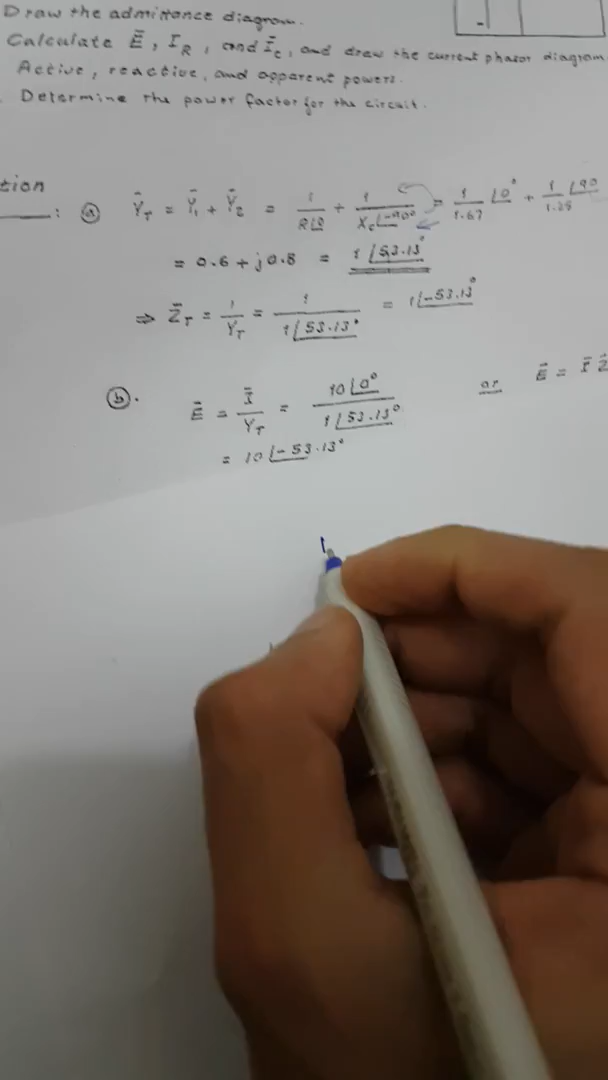 Draw the admittance diagram.
Calculate Ē, I_R, and Ī_c, and draw the current phasor diagram
Active, reactive, and apparent powers.
Determine the power factor for the circuit.
tion : ⓐ Ȳ_T = Ȳ_1 + Ȳ_2 = 1/R∠0 + 1/X_c∠-90° = 1/1.67 ∠0° + 1/1.25 ∠90
= 0.6 + j0.8 = 1∠53.13°
⇒ Z̄_T = 1/Y_T = 1/1∠53.13° = 1∠-53.13°
ⓑ. Ē = Ī/Y_T = 10∠0°/1∠53.13° or Ē = Ī Z̄
= 10∠-53.13°